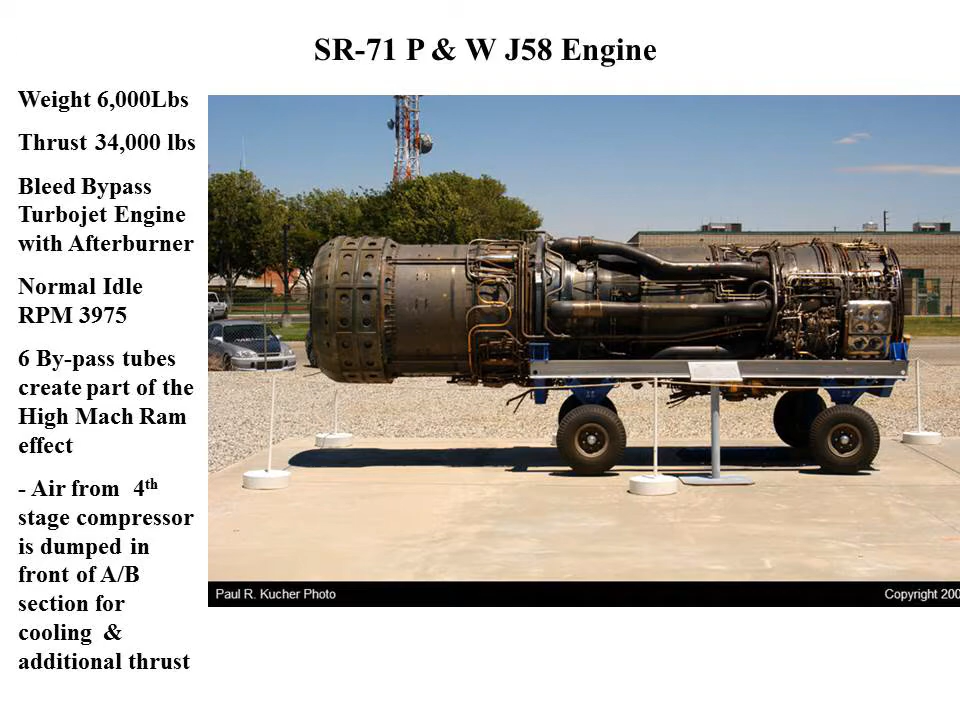 SR-71 P & W J58 Engine
Weight 6,000Lbs
Thrust 34,000 lbs
Bleed Bypass
Turbojet Engine
with Afterburner
Normal Idle
RPM 3975
6 By-pass tubes
create part of the
High Mach Ram
effect
- Air from 4th
stage compressor
is dumped in
front of A/B
section for
cooling &
additional thrust
Paul R. Kucher Photo
Copyright 200